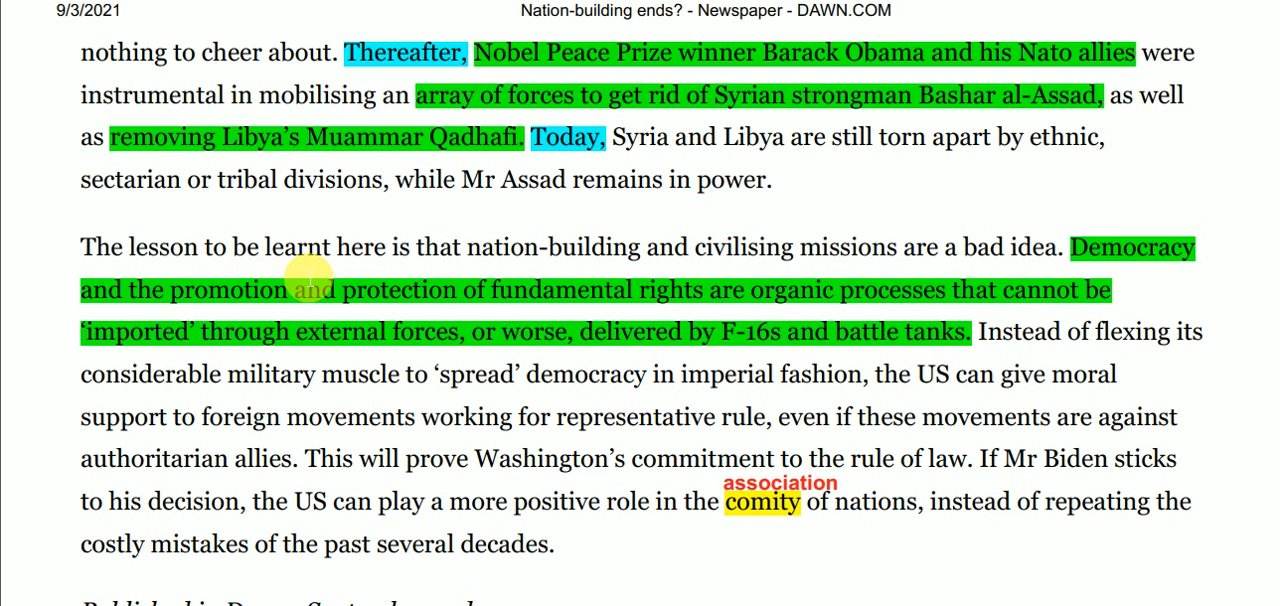 9/3/2021 Nation-building ends? - Newspaper - DAWN.COM
nothing to cheer about. Thereafter, Nobel Peace Prize winner Barack Obama and his Nato allies were
instrumental in mobilising an array of forces to get rid of Syrian strongman Bashar al-Assad, as well
as removing Libya’s Muammar Qadhafi. Today, Syria and Libya are still torn apart by ethnic,
sectarian or tribal divisions, while Mr Assad remains in power.
The lesson to be learnt here is that nation-building and civilising missions are a bad idea. Democracy
and the promotion and protection of fundamental rights are organic processes that cannot be
‘imported’ through external forces, or worse, delivered by F-16s and battle tanks. Instead of flexing its
considerable military muscle to ‘spread’ democracy in imperial fashion, the US can give moral
support to foreign movements working for representative rule, even if these movements are against
authoritarian allies. This will prove Washington’s commitment to the rule of law. If Mr Biden sticks
association
to his decision, the US can play a more positive role in the comity of nations, instead of repeating the
costly mistakes of the past several decades.